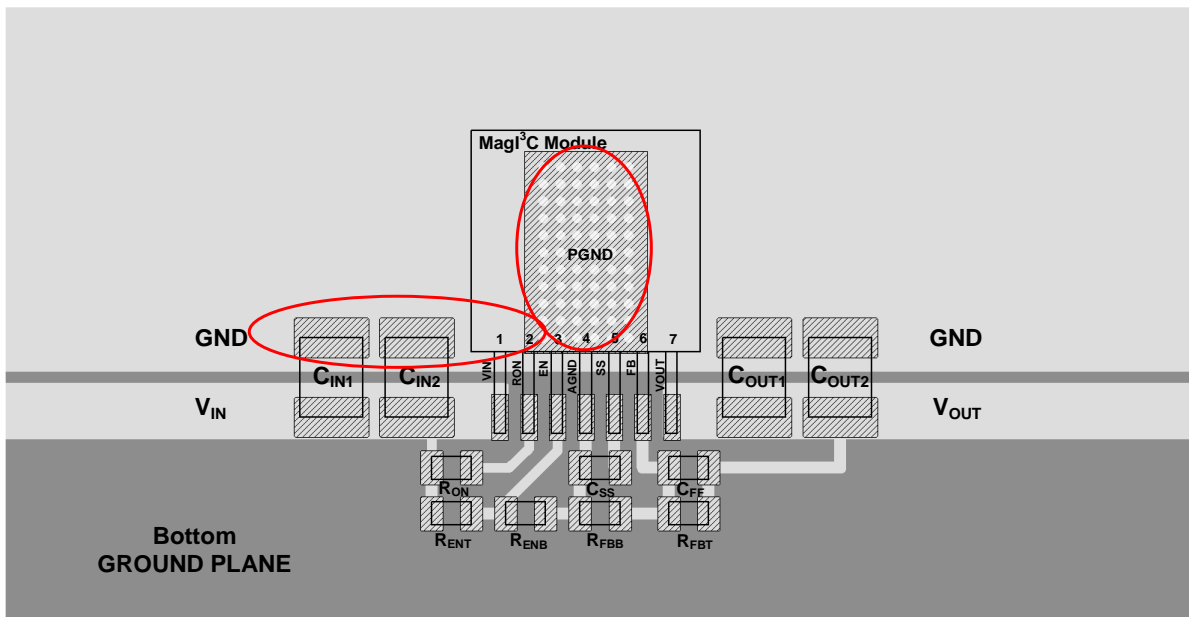 MagI³C Module
PGND
1 2 3 4 5 6 7
GND
GND
VIN
RON
EN
AGND
SS
FB
VOUT
CIN1
CIN2
COUT1
COUT2
VIN
VOUT
RON
CSS
CFF
RENT
RENB
RFBB
RFBT
Bottom
GROUND PLANE